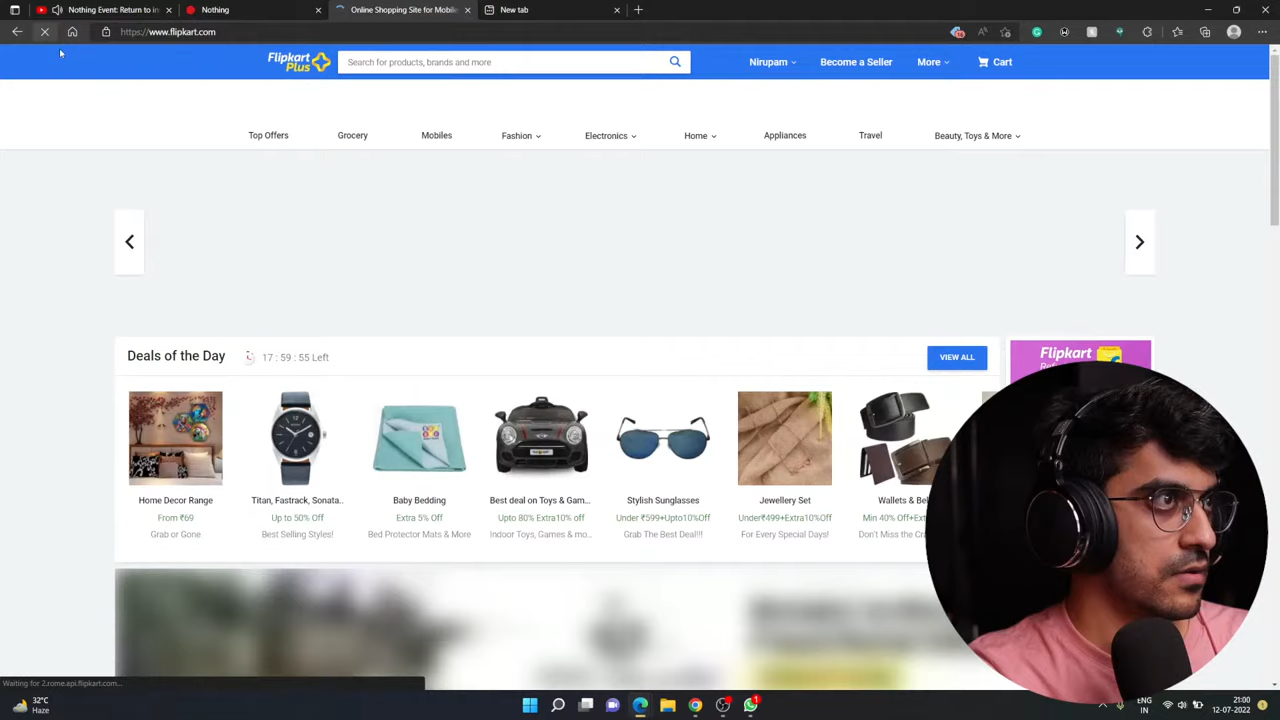 Nothing Event: Return to in
Nothing
Online Shopping Site for Mobile
New tab
https://www.flipkart.com
Flipkart
Plus
Search for products, brands and more
Nirupam
Become a Seller
More
Cart
Top Offers
Grocery
Mobiles
Fashion
Electronics
Home
Appliances
Travel
Beauty, Toys & More
Deals of the Day
17 : 59 : 55 Left
VIEW ALL
Flipkart
Home Decor Range
From ₹69
Grab or Gone
Titan, Fastrack, Sonata..
Up to 50% Off
Best Selling Styles!
Baby Bedding
Extra 5% Off
Bed Protector Mats & More
Best deal on Toys & Gam...
Upto 80% Extra10% off
Indoor Toys, Games & mo...
Stylish Sunglasses
Under ₹599+Upto10%Off
Grab The Best Deal!!!
Jewellery Set
Under₹499+Extra10%Off
For Every Special Days!
Wallets &
Min 40% Off+
Don't Miss the
Waiting for 2.rome.api.flipkart.com...
32°C
Haze
1
ENG
IN
21:00
12-07-2022